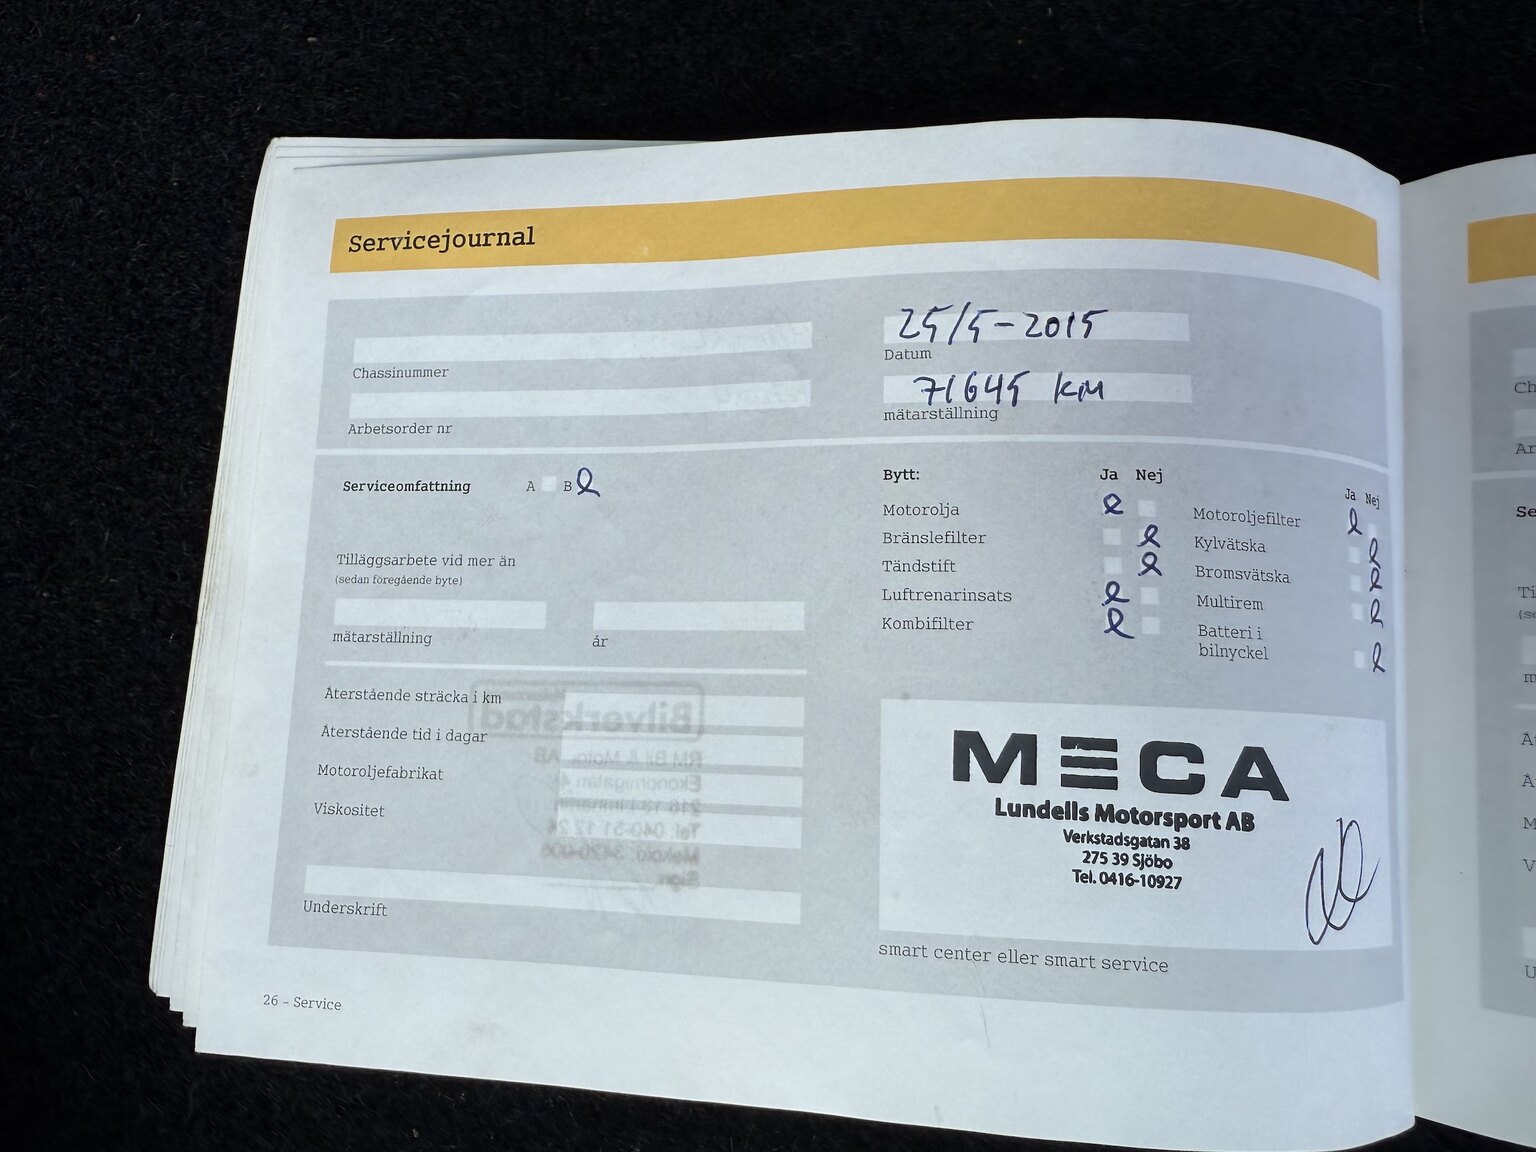 Servicejournal
25/5-2015
Chassinummer
Datum
71645 KM
Arbetsorder nr
mätarställning
Serviceomfattning A B
Tilläggsarbete vid mer än
(sedan föregående byte)
mätarställning
år
Återstående sträcka i km
Återstående tid i dagar
Motoroljefabrikat
Viskositet
Underskrift
Bytt: Ja Nej
Motorolja
Bränslefilter
Tändstift
Luftrenarinsats
Kombifilter
Ja Nej
Motoroljefilter
Kylvätska
Bromsvätska
Multirem
Batteri i
bilnyckel
MECA
Lundells Motorsport AB
Verkstadsgatan 38
275 39 Sjöbo
Tel. 0416-10927
smart center eller smart service
26 - Service